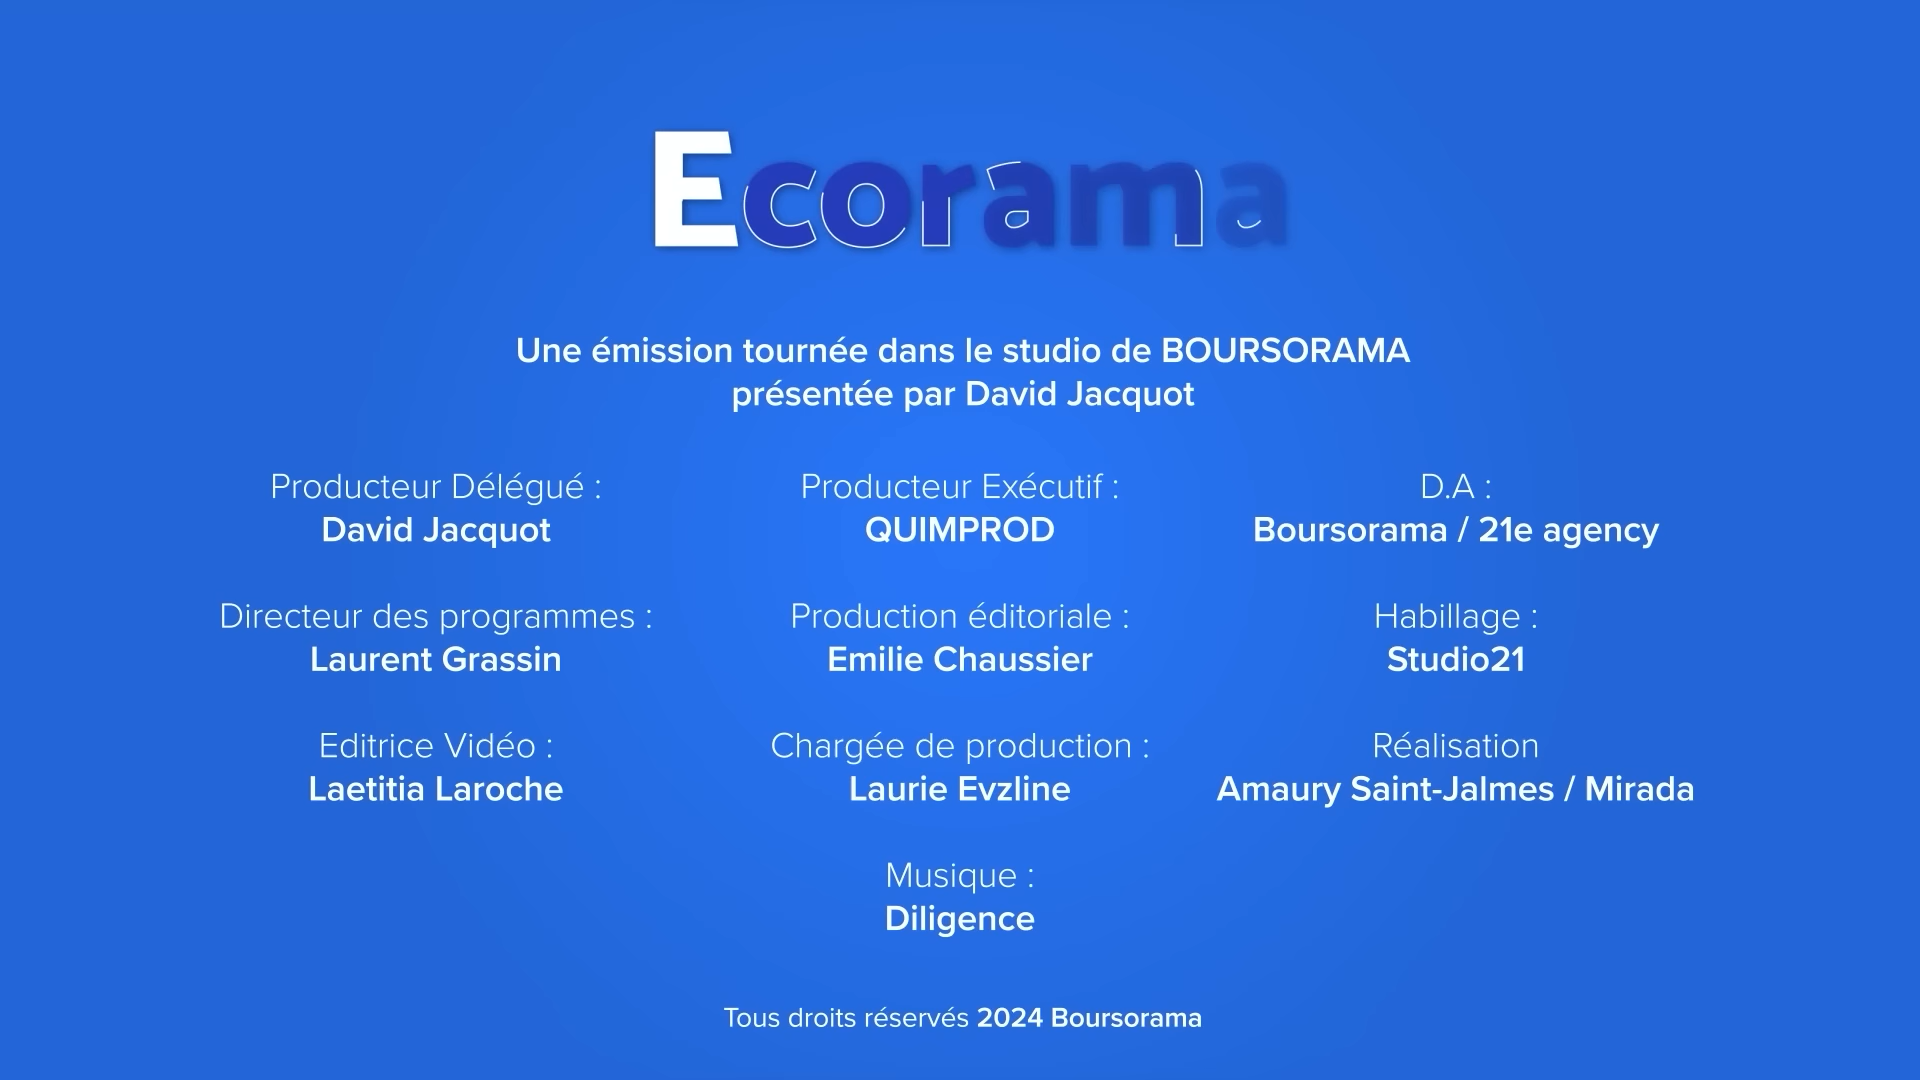 Ecorama
Une émission tournée dans le studio de BOURSORAMA
présentée par David Jacquot
Producteur Délégué :
David Jacquot
Producteur Exécutif :
QUIMPROD
D.A :
Boursorama / 21e agency
Directeur des programmes :
Laurent Grassin
Production éditoriale :
Emilie Chaussier
Habillage :
Studio21
Editrice Vidéo :
Laetitia Laroche
Chargée de production :
Laurie Evzline
Réalisation
Amaury Saint-Jalmes / Mirada
Musique :
Diligence
Tous droits réservés 2024 Boursorama